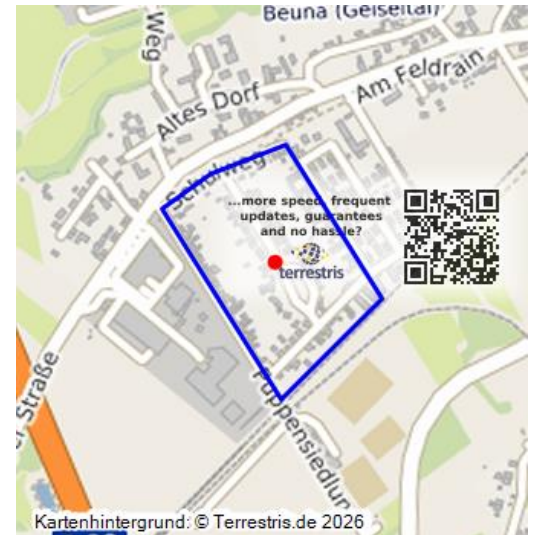 Beuna (Geiseltal)
Weg
Altes Dorf
Am Feldrain
Schulweg
...more speed, frequent
updates, guarantees
and no hassle?
terrestris
er Straße
Puppensiedlun
Kartenhintergrund: © Terrestris.de 2026